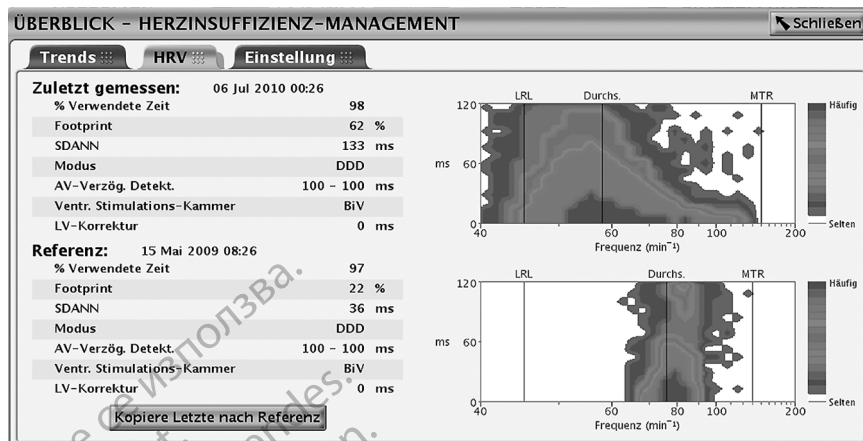 ÜBERBLICK - HERZINSUFFIZIENZ-MANAGEMENT
Schließen
Trends HRV Einstellung
Zuletzt gemessen: 06 Jul 2010 00:26
% Verwendete Zeit 98
Footprint 62 %
SDANN 133 ms
Modus DDD
AV-Verzög. Detekt. 100 - 100 ms
Ventr. Stimulations-Kammer BiV
LV-Korrektur 0 ms
Referenz: 15 Mai 2009 08:26
% Verwendete Zeit 97
Footprint 22 %
SDANN 36 ms
Modus DDD
AV-Verzög. Detekt. 100 - 100 ms
Ventr. Stimulations-Kammer BiV
LV-Korrektur 0 ms
Kopiere Letzte nach Referenz
LRL Durchs. MTR
120
ms 60
0
40 60 80 100 200
Frequenz (min⁻¹)
Häufig
Selten
LRL Durchs. MTR
120
ms 60
0
40 60 80 100 200
Frequenz (min⁻¹)
Häufig
Selten
се използва.